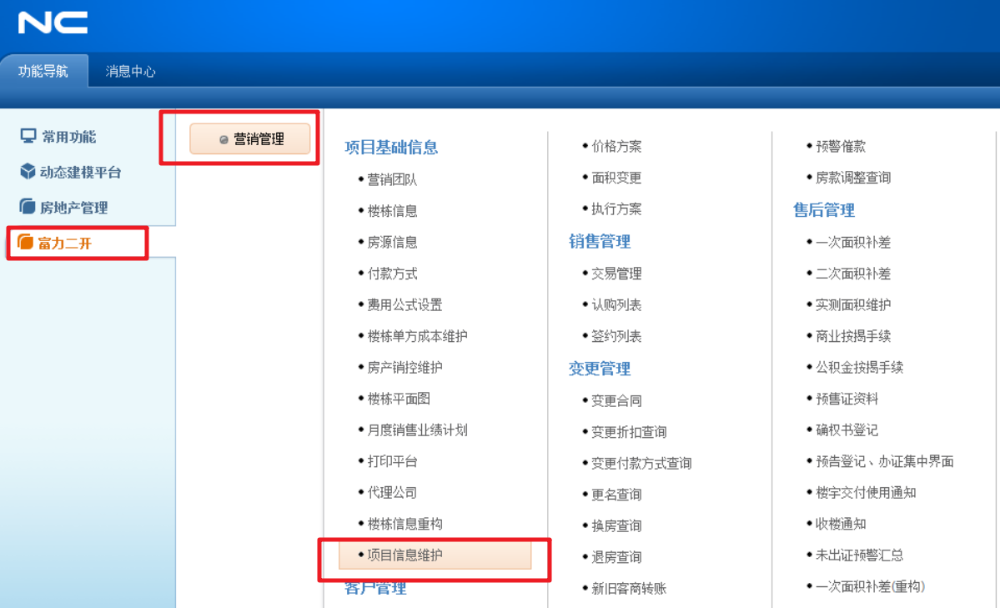 NC
功能导航
消息中心
常用功能
动态建模平台
房地产管理
富力二开
营销管理
项目基础信息
营销团队
楼栋信息
房源信息
付款方式
费用公式设置
楼栋单方成本维护
房产销控维护
楼栋平面图
月度销售业绩计划
打印平台
代理公司
楼栋信息重构
项目信息维护
客户管理
价格方案
面积变更
执行方案
销售管理
交易管理
认购列表
签约列表
变更管理
变更合同
变更折扣查询
变更付款方式查询
更名查询
换房查询
退房查询
新旧客商转账
预警催款
房款调整查询
售后管理
一次面积补差
二次面积补差
实测面积维护
商业按揭手续
公积金按揭手续
预售证资料
确权书登记
预告登记、办证集中界面
楼宇交付使用通知
收楼通知
未出证预警汇总
一次面积补差(重构)